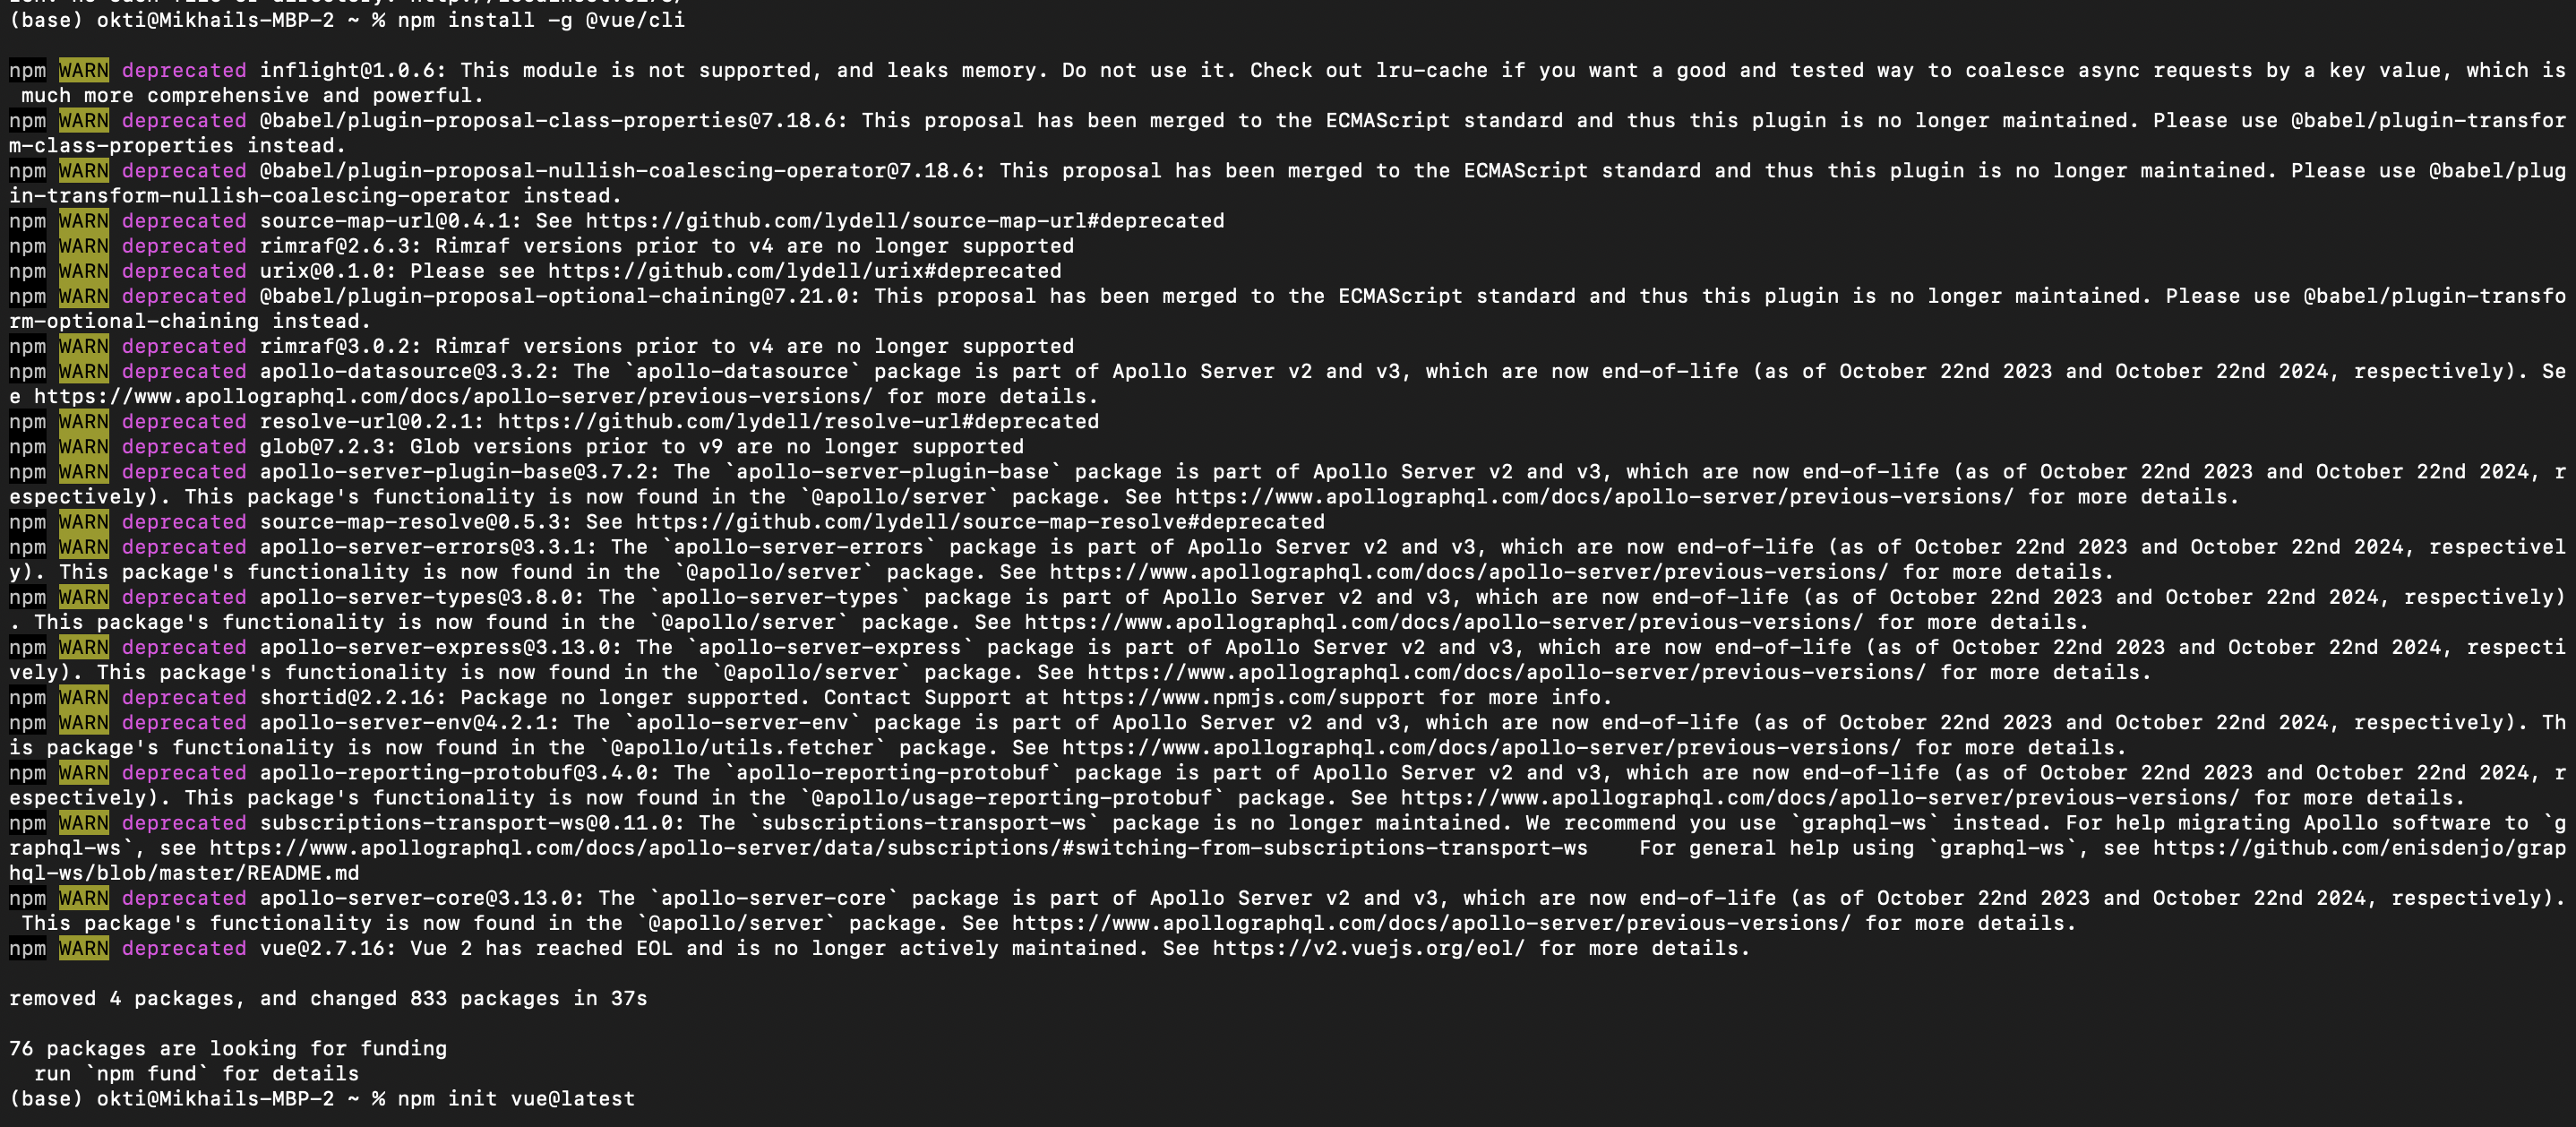 (base) okti@Mikhails-MBP-2 ~ % npm install -g @vue/cli
npm WARN deprecated inflight@1.0.6: This module is not supported, and leaks memory. Do not use it. Check out lru-cache if you want a good and tested way to coalesce async requests by a key value, which is
much more comprehensive and powerful.
npm WARN deprecated @babel/plugin-proposal-class-properties@7.18.6: This proposal has been merged to the ECMAScript standard and thus this plugin is no longer maintained. Please use @babel/plugin-transfor
m-class-properties instead.
npm WARN deprecated @babel/plugin-proposal-nullish-coalescing-operator@7.18.6: This proposal has been merged to the ECMAScript standard and thus this plugin is no longer maintained. Please use @babel/plug
in-transform-nullish-coalescing-operator instead.
npm WARN deprecated source-map-url@0.4.1: See https://github.com/lydell/source-map-url#deprecated
npm WARN deprecated rimraf@2.6.3: Rimraf versions prior to v4 are no longer supported
npm WARN deprecated urix@0.1.0: Please see https://github.com/lydell/urix#deprecated
npm WARN deprecated @babel/plugin-proposal-optional-chaining@7.21.0: This proposal has been merged to the ECMAScript standard and thus this plugin is no longer maintained. Please use @babel/plugin-transfo
rm-optional-chaining instead.
npm WARN deprecated rimraf@3.0.2: Rimraf versions prior to v4 are no longer supported
npm WARN deprecated apollo-datasource@3.3.2: The `apollo-datasource` package is part of Apollo Server v2 and v3, which are now end-of-life (as of October 22nd 2023 and October 22nd 2024, respectively). Se
e https://www.apollographql.com/docs/apollo-server/previous-versions/ for more details.
npm WARN deprecated resolve-url@0.2.1: https://github.com/lydell/resolve-url#deprecated
npm WARN deprecated glob@7.2.3: Glob versions prior to v9 are no longer supported
npm WARN deprecated apollo-server-plugin-base@3.7.2: The `apollo-server-plugin-base` package is part of Apollo Server v2 and v3, which are now end-of-life (as of October 22nd 2023 and October 22nd 2024, r
espectively). This package's functionality is now found in the `@apollo/server` package. See https://www.apollographql.com/docs/apollo-server/previous-versions/ for more details.
npm WARN deprecated source-map-resolve@0.5.3: See https://github.com/lydell/source-map-resolve#deprecated
npm WARN deprecated apollo-server-errors@3.3.1: The `apollo-server-errors` package is part of Apollo Server v2 and v3, which are now end-of-life (as of October 22nd 2023 and October 22nd 2024, respectivel
y). This package's functionality is now found in the `@apollo/server` package. See https://www.apollographql.com/docs/apollo-server/previous-versions/ for more details.
npm WARN deprecated apollo-server-types@3.8.0: The `apollo-server-types` package is part of Apollo Server v2 and v3, which are now end-of-life (as of October 22nd 2023 and October 22nd 2024, respectively)
. This package's functionality is now found in the `@apollo/server` package. See https://www.apollographql.com/docs/apollo-server/previous-versions/ for more details.
npm WARN deprecated apollo-server-express@3.13.0: The `apollo-server-express` package is part of Apollo Server v2 and v3, which are now end-of-life (as of October 22nd 2023 and October 22nd 2024, respecti
vely). This package's functionality is now found in the `@apollo/server` package. See https://www.apollographql.com/docs/apollo-server/previous-versions/ for more details.
npm WARN deprecated shortid@2.2.16: Package no longer supported. Contact Support at https://www.npmjs.com/support for more info.
npm WARN deprecated apollo-server-env@4.2.1: The `apollo-server-env` package is part of Apollo Server v2 and v3, which are now end-of-life (as of October 22nd 2023 and October 22nd 2024, respectively). Th
is package's functionality is now found in the `@apollo/utils.fetcher` package. See https://www.apollographql.com/docs/apollo-server/previous-versions/ for more details.
npm WARN deprecated apollo-reporting-protobuf@3.4.0: The `apollo-reporting-protobuf` package is part of Apollo Server v2 and v3, which are now end-of-life (as of October 22nd 2023 and October 22nd 2024, r
espectively). This package's functionality is now found in the `@apollo/usage-reporting-protobuf` package. See https://www.apollographql.com/docs/apollo-server/previous-versions/ for more details.
npm WARN deprecated subscriptions-transport-ws@0.11.0: The `subscriptions-transport-ws` package is no longer maintained. We recommend you use `graphql-ws` instead. For help migrating Apollo software to `g
raphql-ws`, see https://www.apollographql.com/docs/apollo-server/data/subscriptions/#switching-from-subscriptions-transport-ws    For general help using `graphql-ws`, see https://github.com/enisdenjo/grap
hql-ws/blob/master/README.md
npm WARN deprecated apollo-server-core@3.13.0: The `apollo-server-core` package is part of Apollo Server v2 and v3, which are now end-of-life (as of October 22nd 2023 and October 22nd 2024, respectively).
This package's functionality is now found in the `@apollo/server` package. See https://www.apollographql.com/docs/apollo-server/previous-versions/ for more details.
npm WARN deprecated vue@2.7.16: Vue 2 has reached EOL and is no longer actively maintained. See https://v2.vuejs.org/eol/ for more details.
removed 4 packages, and changed 833 packages in 37s
76 packages are looking for funding
run `npm fund` for details
(base) okti@Mikhails-MBP-2 ~ % npm init vue@latest